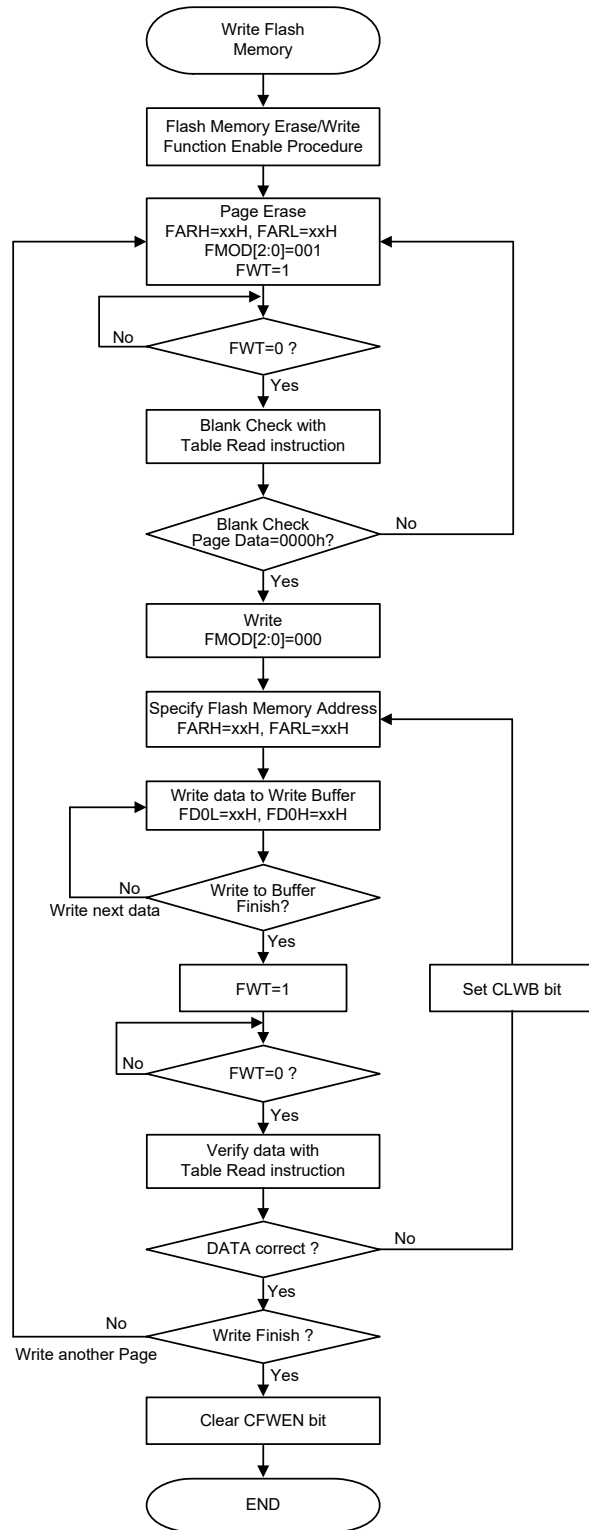 Write Flash
Memory
Flash Memory Erase/Write
Function Enable Procedure
Page Erase
FARH=xxH, FARL=xxH
FMOD[2:0]=001
FWT=1
No
FWT=0 ?
Yes
Blank Check with
Table Read instruction
Blank Check
Page Data=0000h?
No
Yes
Write
FMOD[2:0]=000
Specify Flash Memory Address
FARH=xxH, FARL=xxH
Write data to Write Buffer
FD0L=xxH, FD0H=xxH
No
Write next data
Write to Buffer
Finish?
Yes
FWT=1
Set CLWB bit
No
FWT=0 ?
Yes
Verify data with
Table Read instruction
DATA correct ?
No
Yes
No
Write another Page
Write Finish ?
Yes
Clear CFWEN bit
END